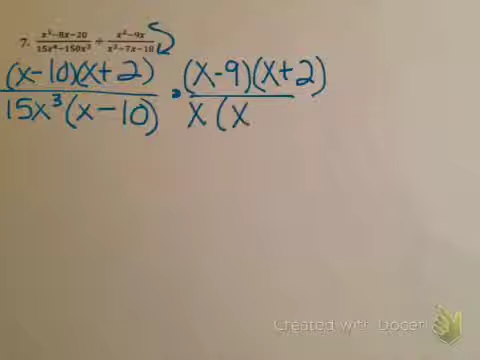 7. x²-8x-20 / 15x⁴-150x³ ÷ x²-9x / x²-7x-18
(x-10)(x+2) / 15x³(x-10) · (x-9)(x+2) / x(x
Created with Doceri